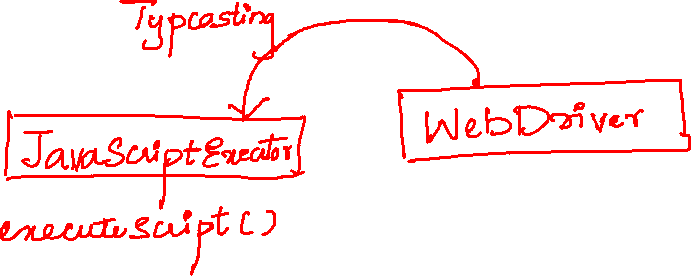 Typcasting
WebDriver
JavaScriptExecutor
executescript()